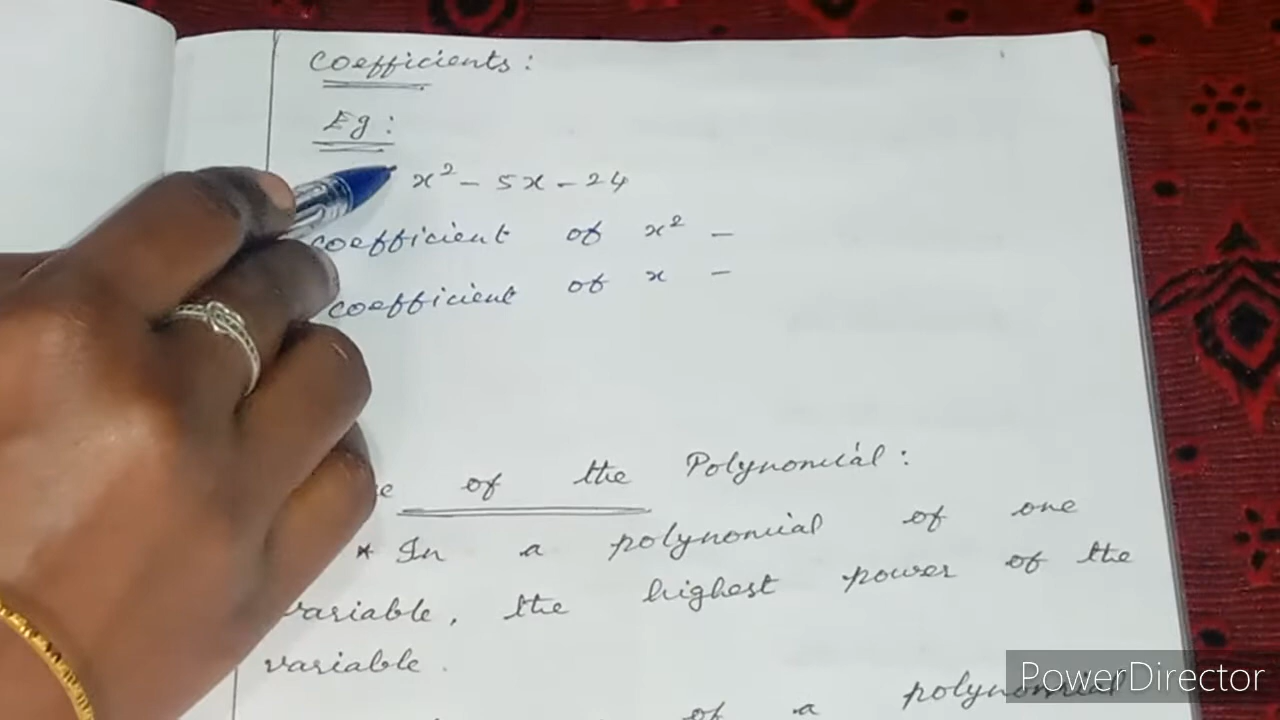 Coefficients :
Eg :
x² - 5x - 24
coefficient of x² -
coefficient of x -
of the Polynomial :
* In a polynomial of one
variable, the highest power of the
variable.
of a polynomial
PowerDirector